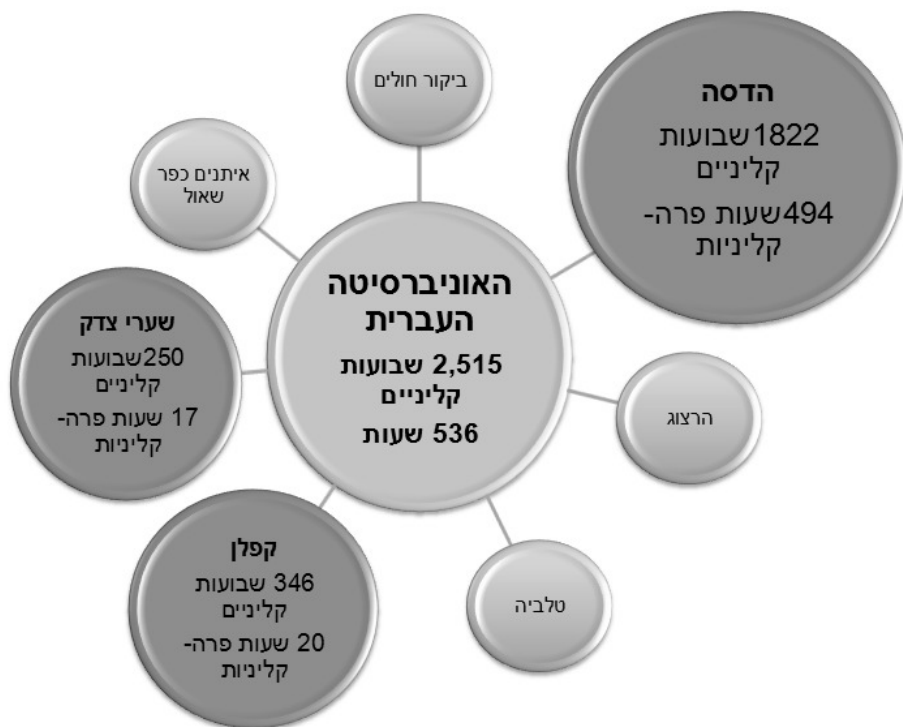 ביקור חולים
הדסה
1822שבועות
קליניים
494שעות פרה-
קליניות
איתנים כפר
שאול
האוניברסיטה
העברית
2,515 שבועות
קליניים
536 שעות
שערי צדק
250שבועות
קליניים
17 שעות פרה-
קליניות
הרצוג
קפלן
346 שבועות
קליניים
20 שעות פרה-
קליניות
טלביה